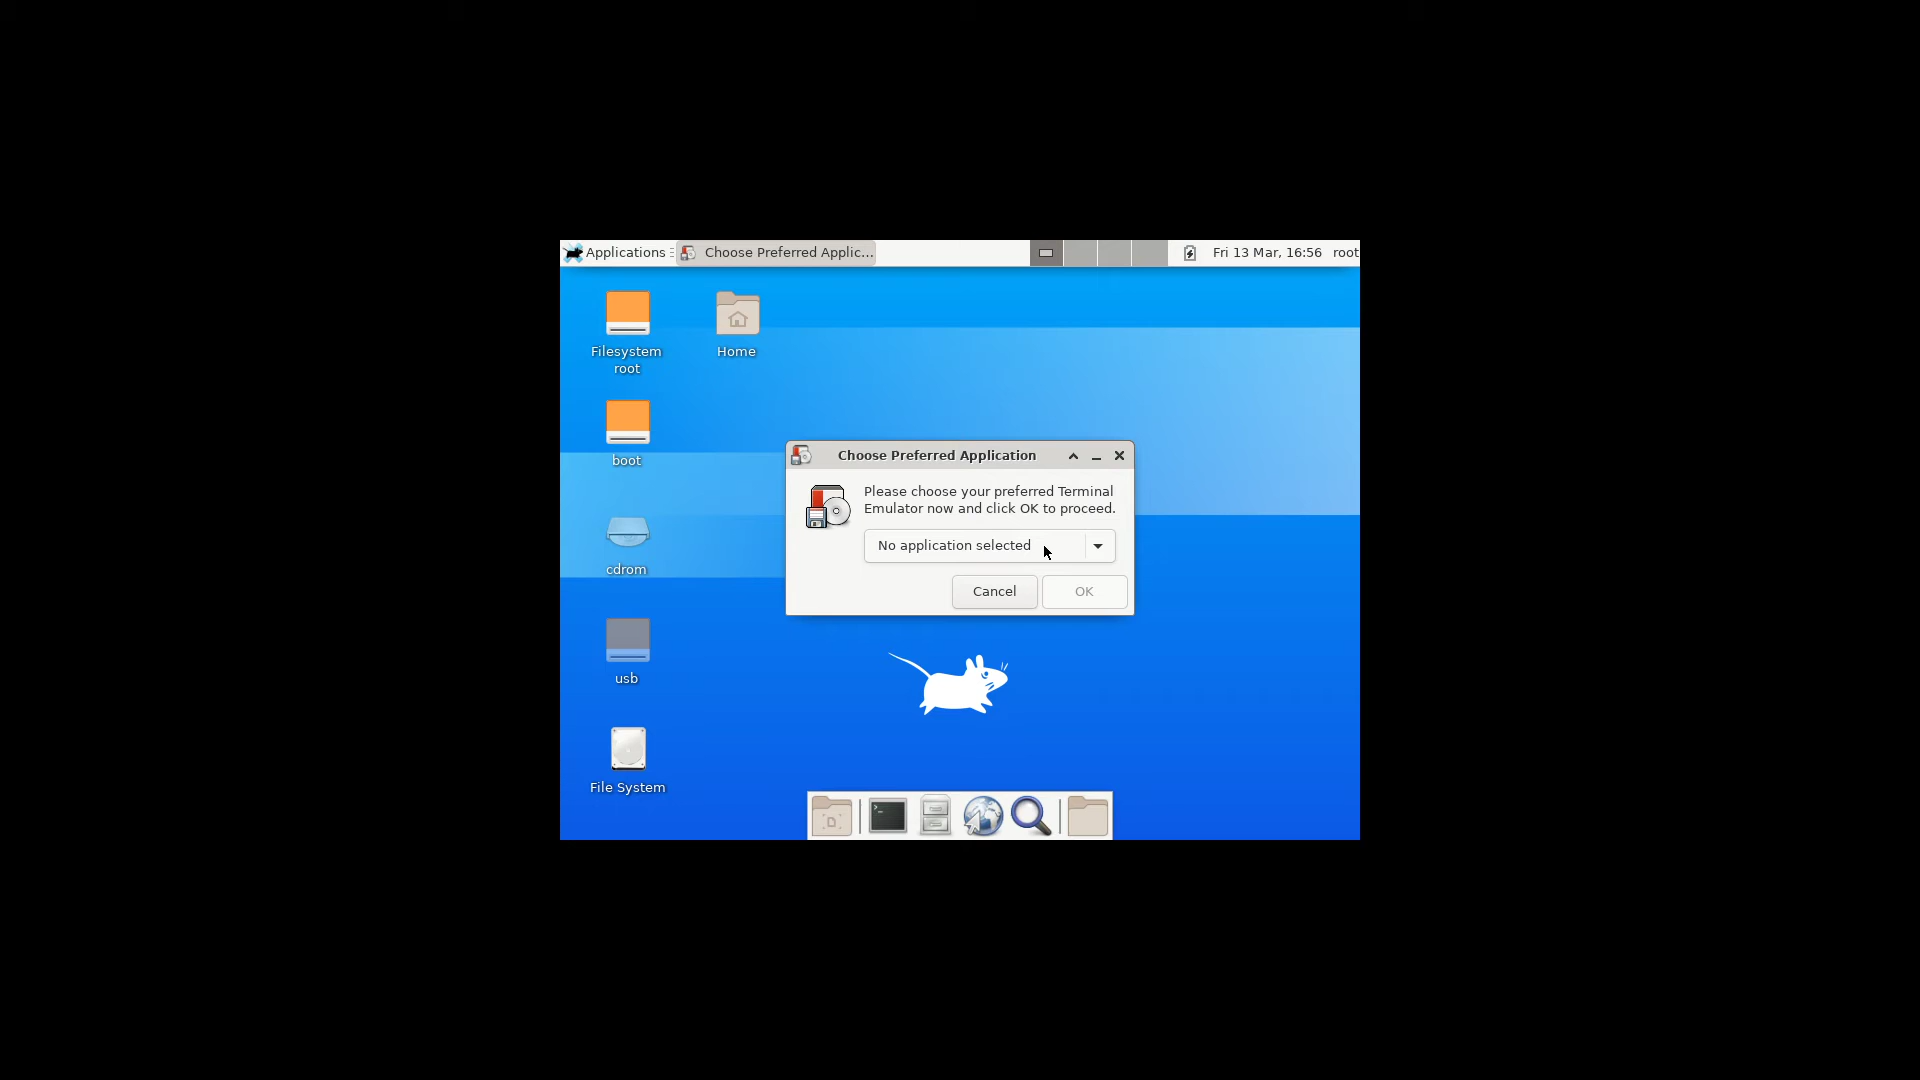 Applications
Choose Preferred Applic...
Fri 13 Mar, 16:56
root
Filesystem
root
Home
boot
cdrom
usb
File System
Choose Preferred Application
Please choose your preferred Terminal
Emulator now and click OK to proceed.
No application selected
Cancel
OK